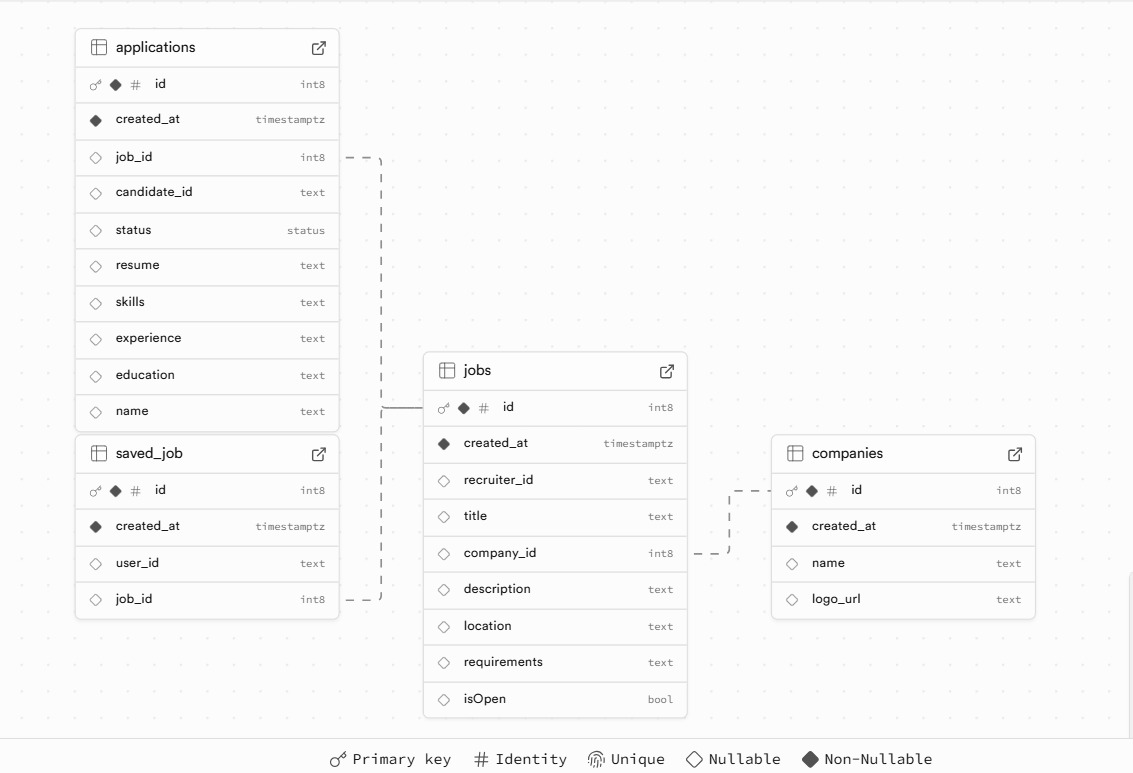 applications
id int8
created_at timestamptz
job_id int8
candidate_id text
status status
resume text
skills text
experience text
education text
name text
saved_job
id int8
created_at timestamptz
user_id text
job_id int8
jobs
id int8
created_at timestamptz
recruiter_id text
title text
company_id int8
description text
location text
requirements text
isOpen bool
companies
id int8
created_at timestamptz
name text
logo_url text
Primary key # Identity Unique Nullable Non-Nullable